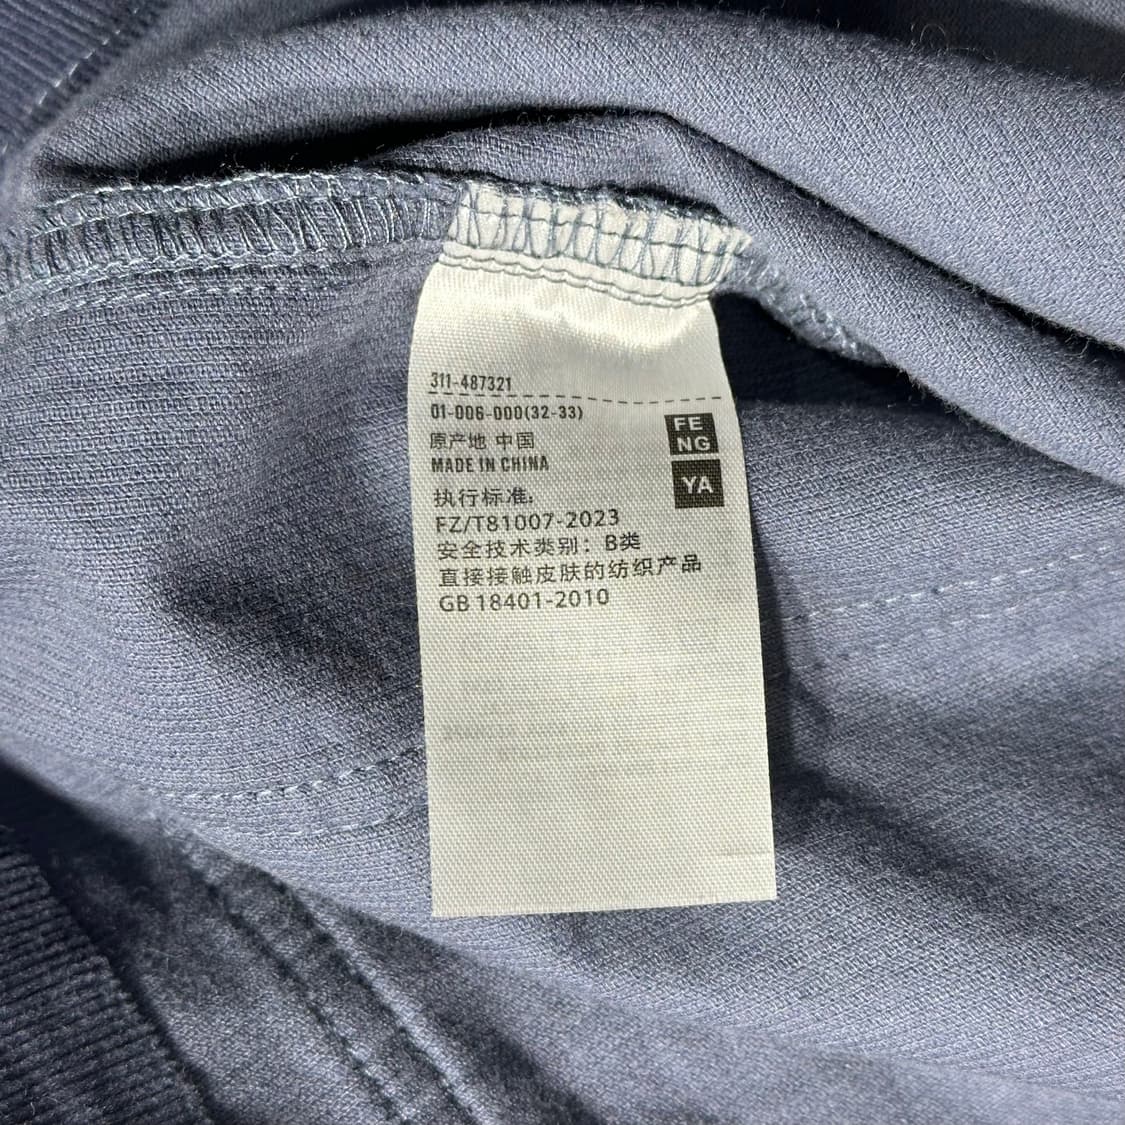 311-487321
01-006-000(32-33)
FE
NG
原产地 中国
MADE IN CHINA
YA
执行标准:
FZ/T81007-2023
安全技术类别：B类
直接接触皮肤的纺织产品
GB 18401-2010